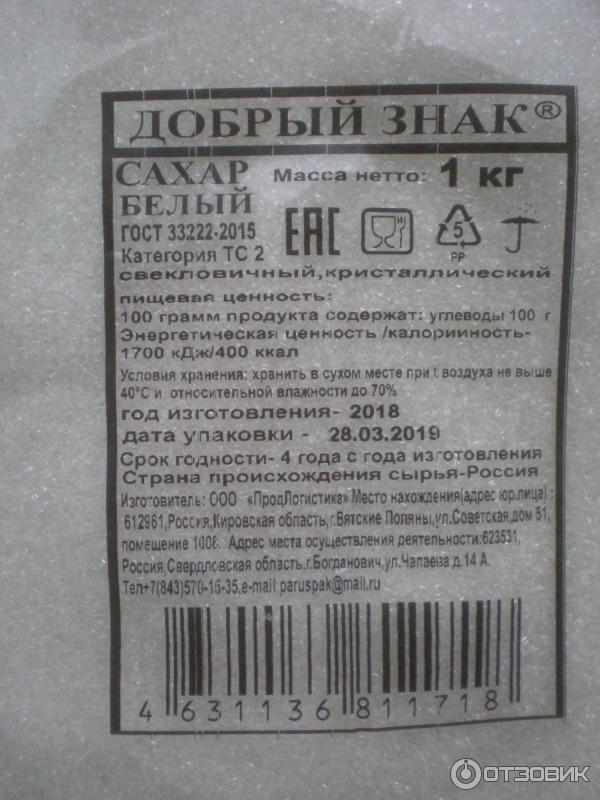 ДОБРЫЙ ЗНАК®
САХАР
БЕЛЫЙ
Масса нетто: 1 кг
ГОСТ 33222-2015
Категория ТС 2
ЕАС
5
PP
свекловичный,кристаллический
пищевая ценность:
100 грамм продукта содержат: углеводы 100 г
Энергетическая ценность /калорииность-
1700 кДж/400 ккал
Условия хранения: хранить в сухом месте при t воздуха не выше
40°С и относительной влажности до 70%
год изготовления- 2018
дата упаковки - 28.03.2019
Срок годности- 4 года с года изготовления
Страна происхождения сырья-Россия
Изготовитель: ООО «ПродЛогистика» Место нахождения(адрес юр.лица) :
612961,Россия,Кировская область,г.Вятские Поляны,ул.Советская,дом 51,
помещение 1008. Адрес места осуществления деятельности:623531,
Россия,Свердловская область,г.Богданович,ул.Чапаева д.14 А.
Тел+7(843)570-15-35,e-mail paruspak@mail.ru
4 631136 811718
ОТЗОВИК